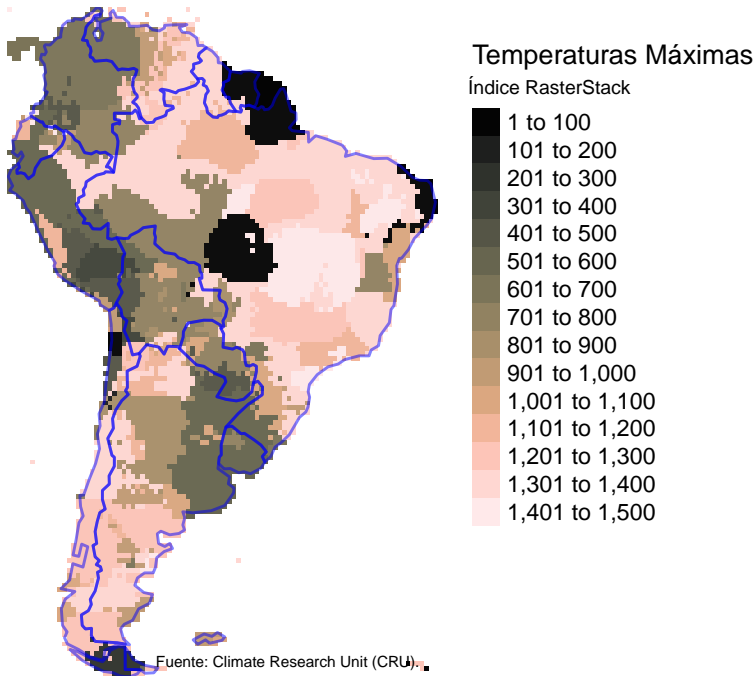 Temperaturas Máximas
Índice RasterStack
1 to 100
101 to 200
201 to 300
301 to 400
401 to 500
501 to 600
601 to 700
701 to 800
801 to 900
901 to 1,000
1,001 to 1,100
1,101 to 1,200
1,201 to 1,300
1,301 to 1,400
1,401 to 1,500
Fuente: Climate Research Unit (CRU).